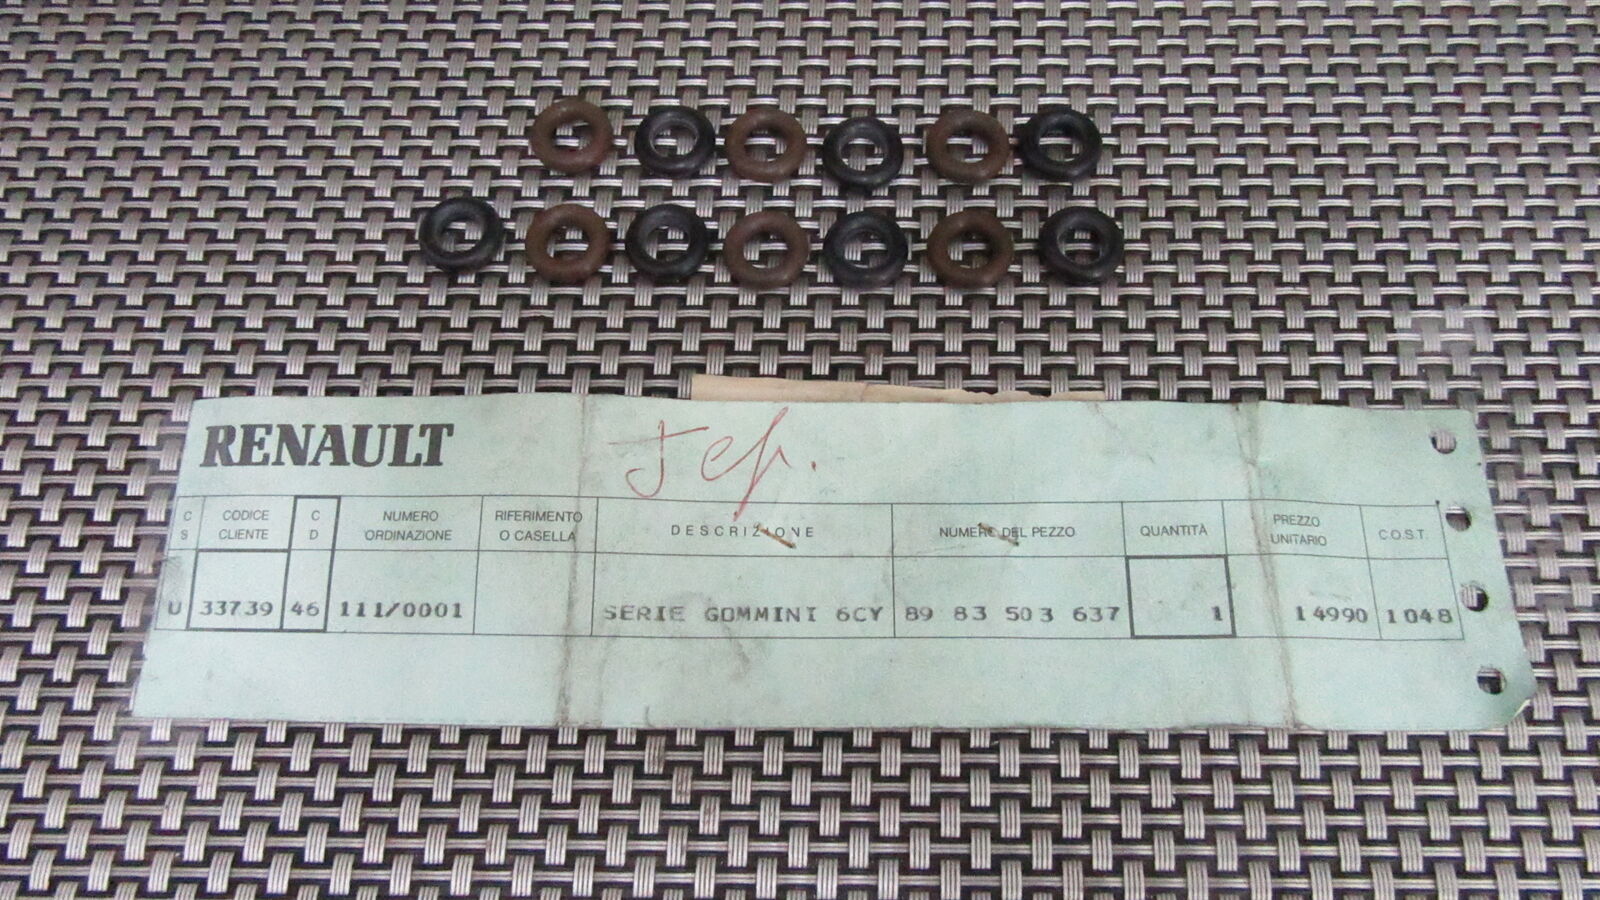 RENAULT
Jep.
C S
CODICE CLIENTE
C D
NUMERO ORDINAZIONE
RIFERIMENTO O CASELLA
DESCRIZIONE
NUMERO DEL PEZZO
QUANTITÀ
PREZZO UNITARIO
C.O.S.T.
U 33739 46 111/0001 SERIE GOMMINI 6CY 89 83 503 637 1 14990 1048